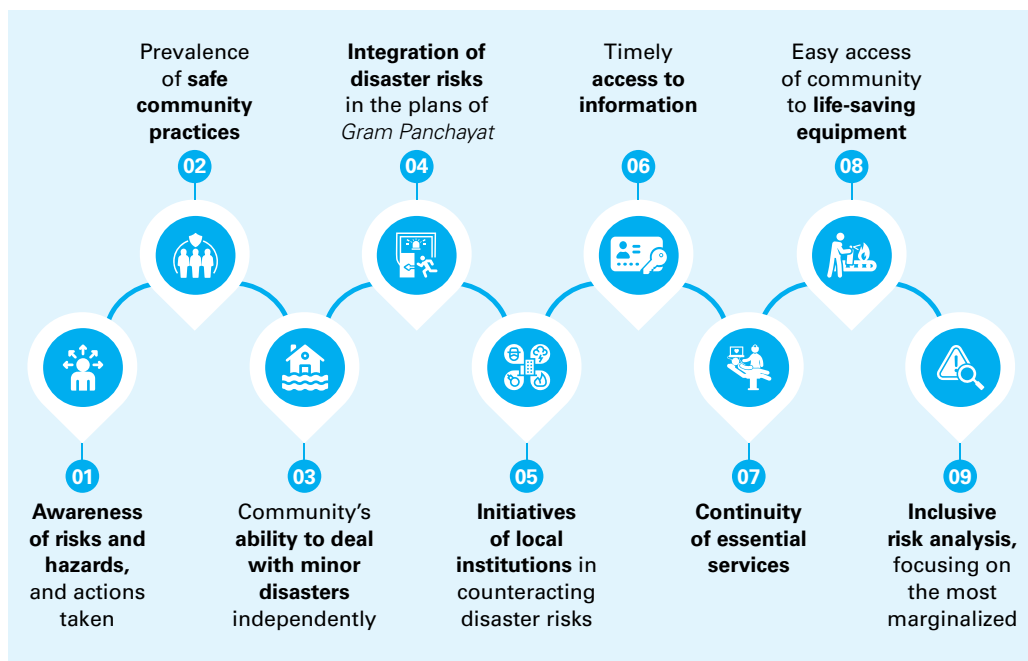 01
Awareness
of risks and
hazards,
and actions
taken
02
Prevalence
of safe
community
practices
03
Community’s
ability to deal
with minor
disasters
independently
04
Integration of
disaster risks
in the plans of
Gram Panchayat
05
Initiatives
of local
institutions in
counteracting
disaster risks
06
Timely
access to
information
07
Continuity
of essential
services
08
Easy access
of community
to life-saving
equipment
09
Inclusive
risk analysis,
focusing on
the most
marginalized